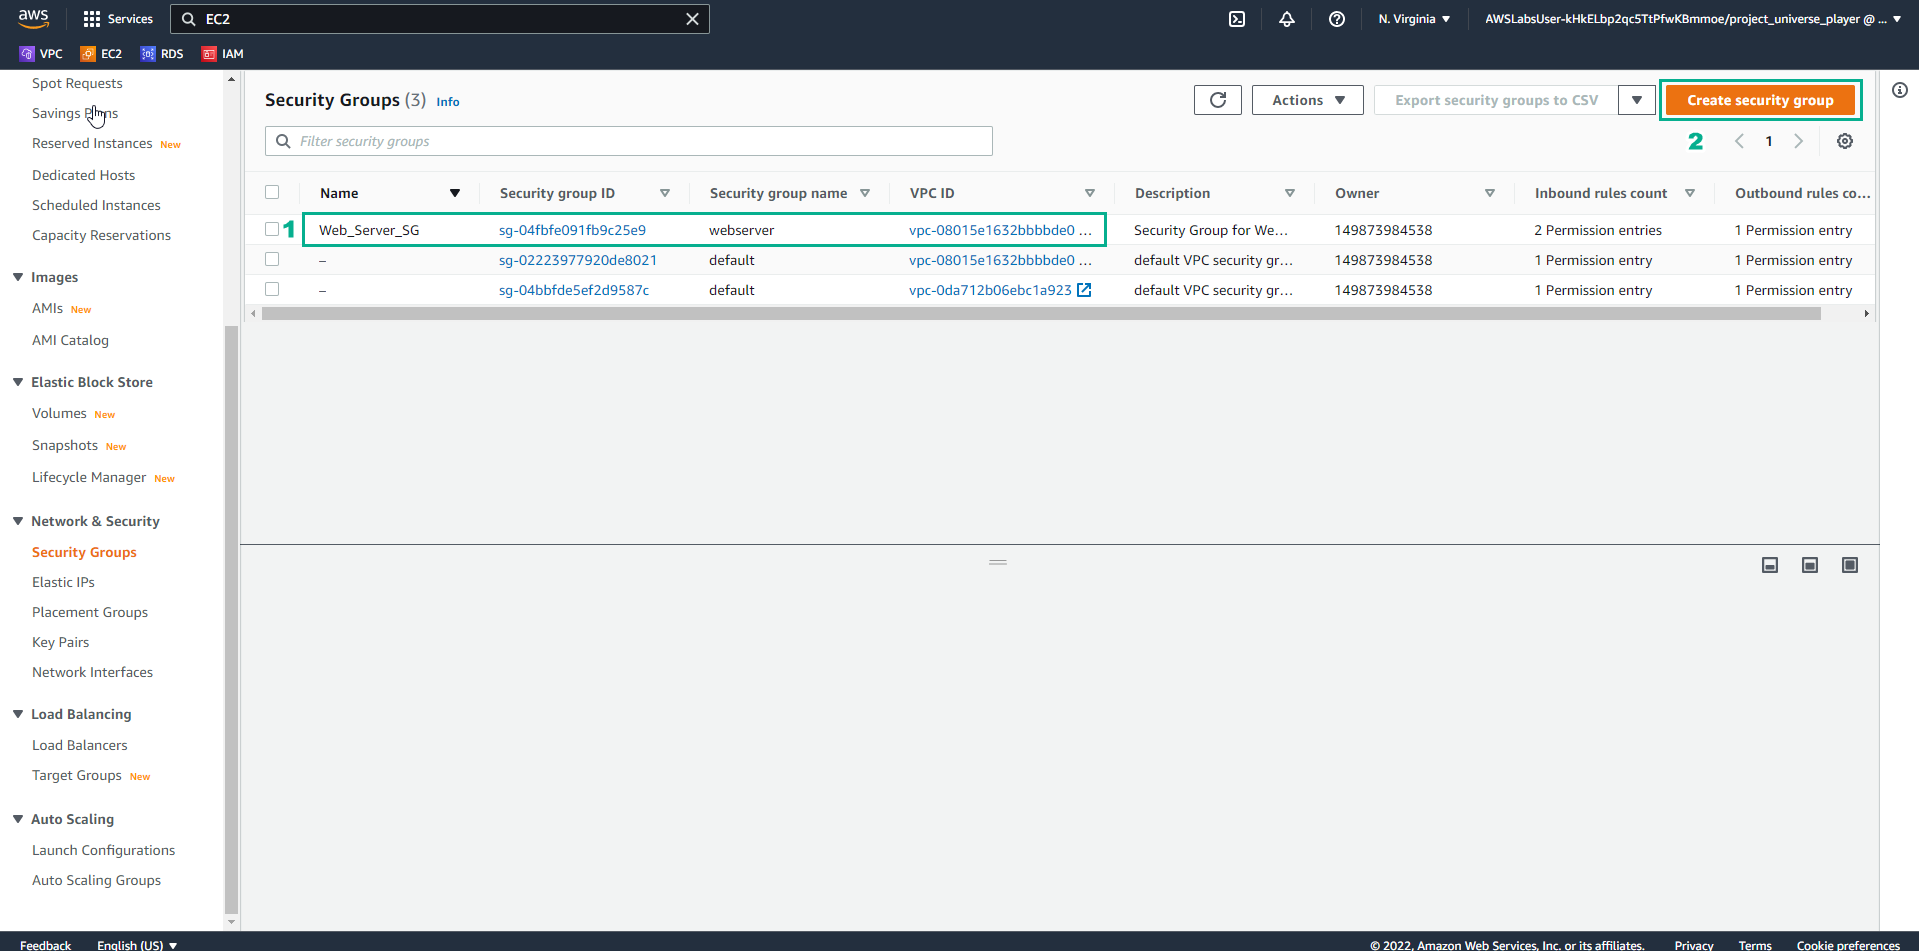 aws
Services
EC2
N. Virginia
AWSLabsUser-kHkELbp2qc5TtPfwKBmmoe/project_universe_player @ ...
VPC
EC2
RDS
IAM
Spot Requests
Savings Plans
Reserved Instances New
Dedicated Hosts
Scheduled Instances
Capacity Reservations
Images
AMIs New
AMI Catalog
Elastic Block Store
Volumes New
Snapshots New
Lifecycle Manager New
Network & Security
Security Groups
Elastic IPs
Placement Groups
Key Pairs
Network Interfaces
Load Balancing
Load Balancers
Target Groups New
Auto Scaling
Launch Configurations
Auto Scaling Groups
Security Groups (3) Info
Actions
Export security groups to CSV
Create security group
Filter security groups
2
1
Name Security group ID Security group name VPC ID Description Owner Inbound rules count Outbound rules co...
1 Web_Server_SG sg-04fbfe091fb9c25e9 webserver vpc-08015e1632bbbbde0 ... Security Group for We... 149873984538 2 Permission entries 1 Permission entry
– sg-02223977920de8021 default vpc-08015e1632bbbbde0 ... default VPC security gr... 149873984538 1 Permission entry 1 Permission entry
– sg-04bbfde5ef2d9587c default vpc-0da712b06ebc1a923 default VPC security gr... 149873984538 1 Permission entry 1 Permission entry
Feedback English (US) © 2022, Amazon Web Services, Inc. or its affiliates. Privacy Terms Cookie preferences